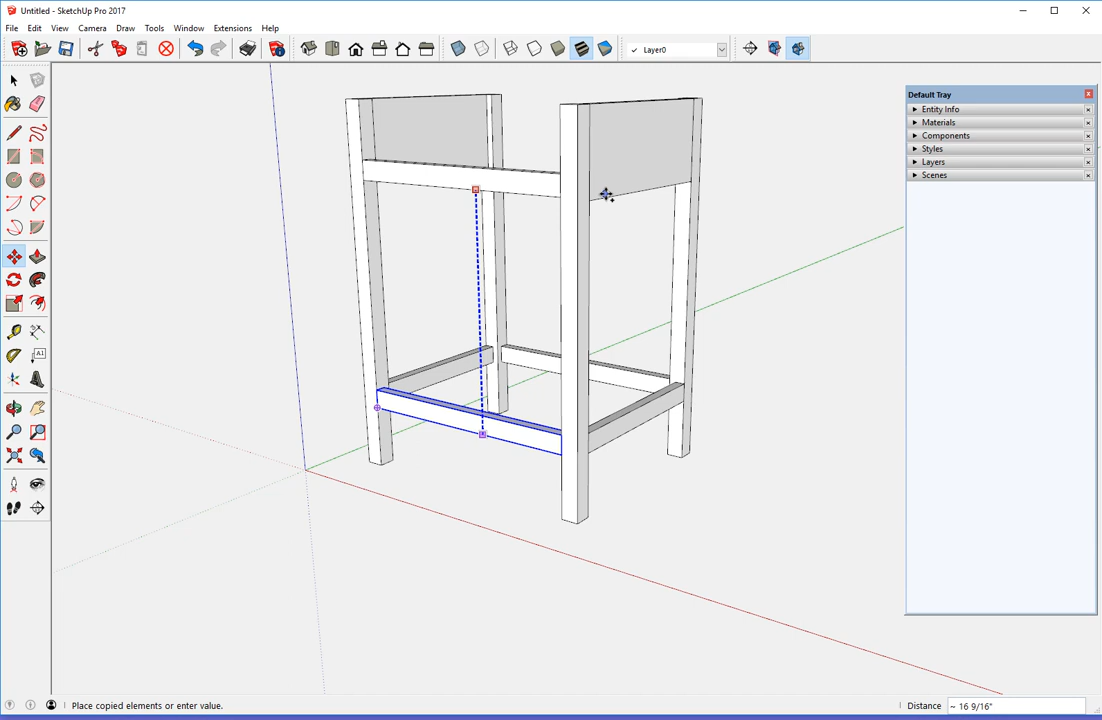 Untitled - SketchUp Pro 2017
File Edit View Camera Draw Tools Window Extensions Help
Layer0
Default Tray
Entity Info
Materials
Components
Styles
Layers
Scenes
A1
Place copied elements or enter value.
Distance ~ 16 9/16"